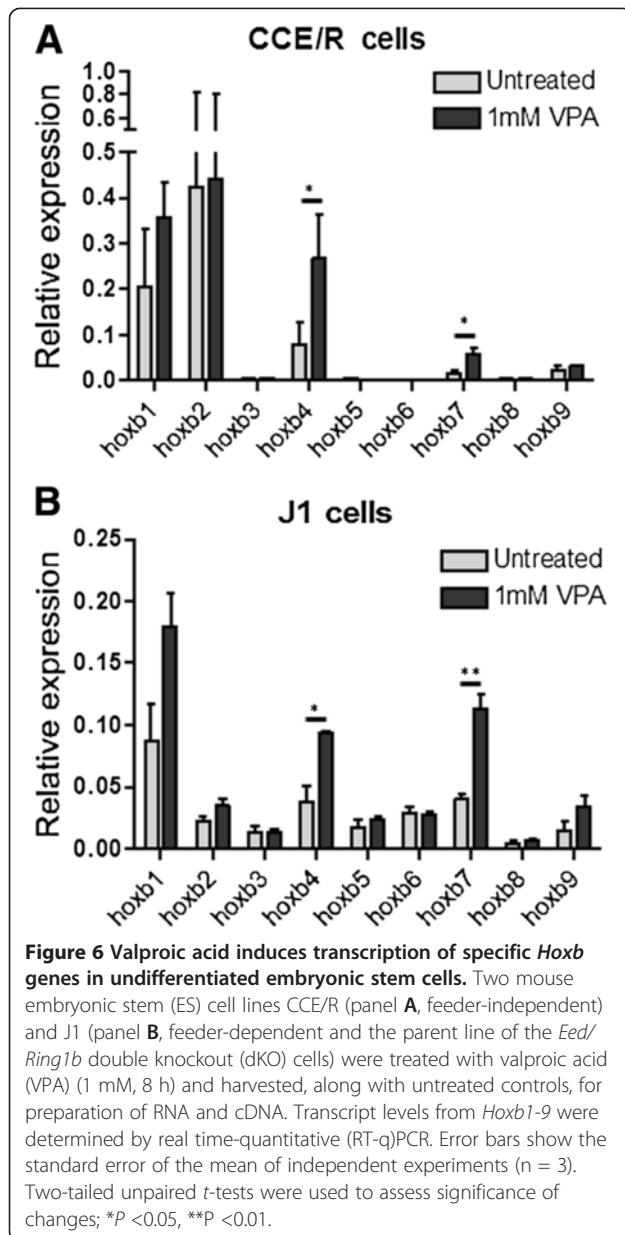 A
CCE/R cells
Untreated
1mM VPA
Relative expression
1.0
0.8
0.6
0.5
0.4
0.3
0.2
0.1
0.0
*
*
hoxb1
hoxb2
hoxb3
hoxb4
hoxb5
hoxb6
hoxb7
hoxb8
hoxb9
B
J1 cells
Untreated
1mM VPA
Relative expression
0.25
0.20
0.15
0.10
0.05
0.00
*
**
hoxb1
hoxb2
hoxb3
hoxb4
hoxb5
hoxb6
hoxb7
hoxb8
hoxb9
Figure 6 Valproic acid induces transcription of specific Hoxb
genes in undifferentiated embryonic stem cells. Two mouse
embryonic stem (ES) cell lines CCE/R (panel A, feeder-independent)
and J1 (panel B, feeder-dependent and the parent line of the Eed/
Ring1b double knockout (dKO) cells) were treated with valproic acid
(VPA) (1 mM, 8 h) and harvested, along with untreated controls, for
preparation of RNA and cDNA. Transcript levels from Hoxb1-9 were
determined by real time-quantitative (RT-q)PCR. Error bars show the
standard error of the mean of independent experiments (n = 3).
Two-tailed unpaired t-tests were used to assess significance of
changes; *P <0.05, **P <0.01.